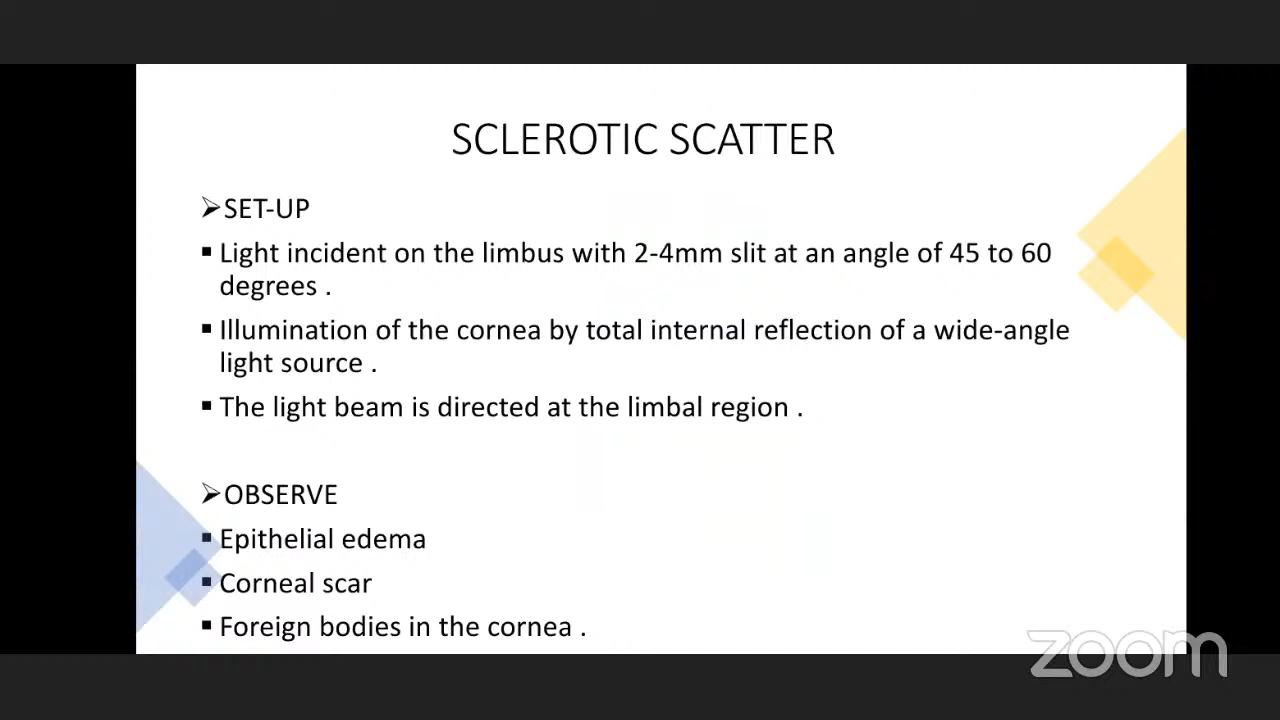 SCLEROTIC SCATTER
➢SET-UP
▪Light incident on the limbus with 2-4mm slit at an angle of 45 to 60
degrees .
▪Illumination of the cornea by total internal reflection of a wide-angle
light source .
▪The light beam is directed at the limbal region .
➢OBSERVE
▪Epithelial edema
▪Corneal scar
▪Foreign bodies in the cornea .
zoom